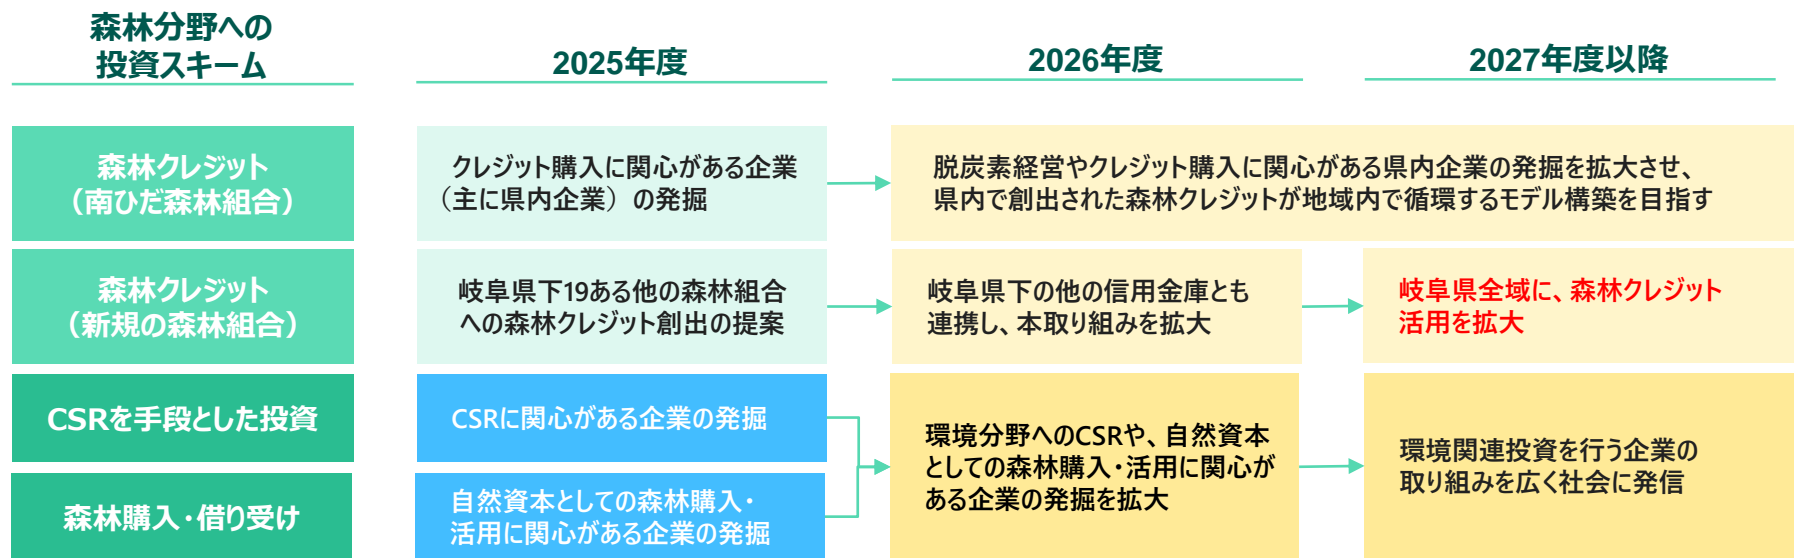 森林分野への
投資スキーム
2025年度
2026年度
2027年度以降
森林クレジット
（南ひだ森林組合）
クレジット購入に関心がある企業
（主に県内企業）の発掘
脱炭素経営やクレジット購入に関心がある県内企業の発掘を拡大させ、
県内で創出された森林クレジットが地域内で循環するモデル構築を目指す
森林クレジット
（新規の森林組合）
岐阜県下19ある他の森林組合
への森林クレジット創出の提案
岐阜県下の他の信用金庫とも
連携し、本取り組みを拡大
岐阜県全域に、森林クレジット
活用を拡大
CSRを手段とした投資
CSRに関心がある企業の発掘
環境分野へのCSRや、自然資本
としての森林購入・活用に関心が
ある企業の発掘を拡大
環境関連投資を行う企業の
取り組みを広く社会に発信
森林購入・借り受け
自然資本としての森林購入・
活用に関心がある企業の発掘